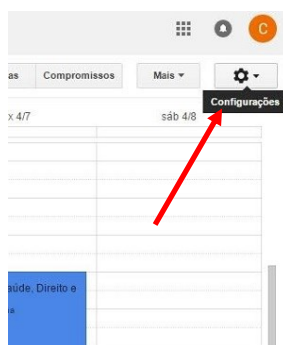 C
as Compromissos Mais
Configurações
x 4/7 sáb 4/8
aúde, Direito e